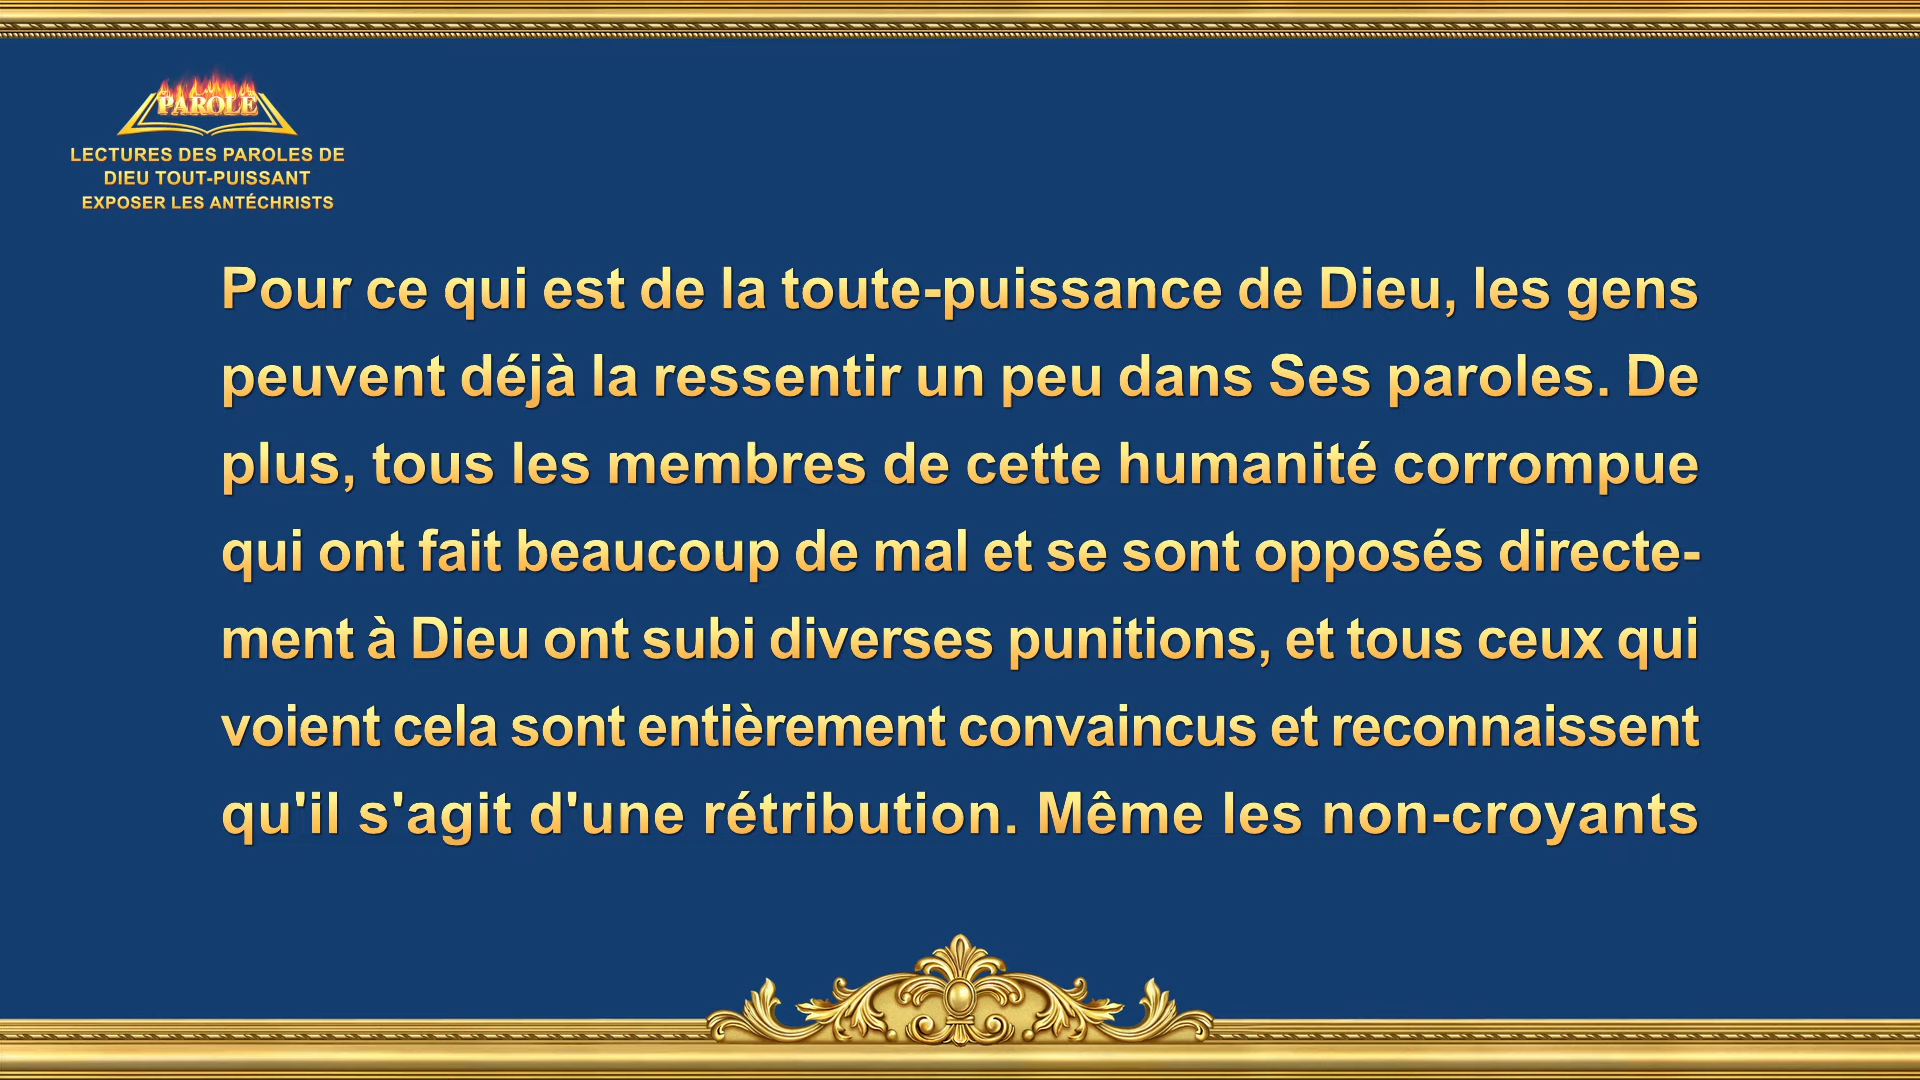 PAROLE
LECTURES DES PAROLES DE
DIEU TOUT-PUISSANT
EXPOSER LES ANTÉCHRISTS
Pour ce qui est de la toute-puissance de Dieu, les gens
peuvent déjà la ressentir un peu dans Ses paroles. De
plus, tous les membres de cette humanité corrompue
qui ont fait beaucoup de mal et se sont opposés directe-
ment à Dieu ont subi diverses punitions, et tous ceux qui
voient cela sont entièrement convaincus et reconnaissent
qu'il s'agit d'une rétribution. Même les non-croyants